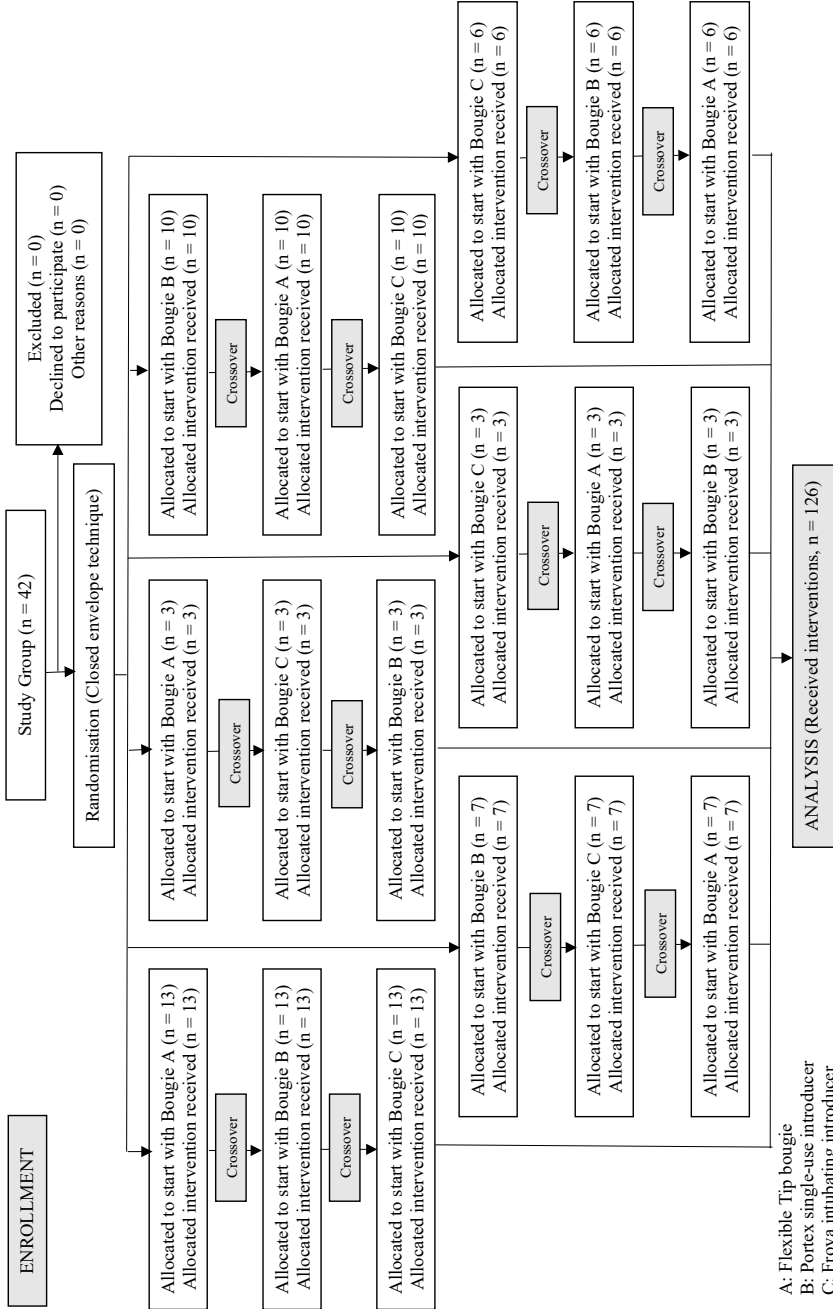 ENROLLMENT
Study Group (n = 42)
Excluded (n = 0)
Declined to participate (n = 0)
Other reasons (n = 0)
Randomisation (Closed envelope technique)
Allocated to start with Bougie A (n = 13)
Allocated intervention received (n = 13)
Crossover
Allocated to start with Bougie B (n = 13)
Allocated intervention received (n = 13)
Crossover
Allocated to start with Bougie C (n = 13)
Allocated intervention received (n = 13)
Allocated to start with Bougie A (n = 3)
Allocated intervention received (n = 3)
Crossover
Allocated to start with Bougie C (n = 3)
Allocated intervention received (n = 3)
Crossover
Allocated to start with Bougie B (n = 3)
Allocated intervention received (n = 3)
Allocated to start with Bougie B (n = 10)
Allocated intervention received (n = 10)
Crossover
Allocated to start with Bougie A (n = 10)
Allocated intervention received (n = 10)
Crossover
Allocated to start with Bougie C (n = 10)
Allocated intervention received (n = 10)
Allocated to start with Bougie B (n = 7)
Allocated intervention received (n = 7)
Crossover
Allocated to start with Bougie C (n = 7)
Allocated intervention received (n = 7)
Crossover
Allocated to start with Bougie A (n = 7)
Allocated intervention received (n = 7)
Allocated to start with Bougie C (n = 3)
Allocated intervention received (n = 3)
Crossover
Allocated to start with Bougie A (n = 3)
Allocated intervention received (n = 3)
Crossover
Allocated to start with Bougie B (n = 3)
Allocated intervention received (n = 3)
Allocated to start with Bougie C (n = 6)
Allocated intervention received (n = 6)
Crossover
Allocated to start with Bougie B (n = 6)
Allocated intervention received (n = 6)
Crossover
Allocated to start with Bougie A (n = 6)
Allocated intervention received (n = 6)
ANALYSIS (Received interventions, n = 126)
A: Flexible Tip bougie
B: Portex single-use introducer
C: Frova intubating introducer